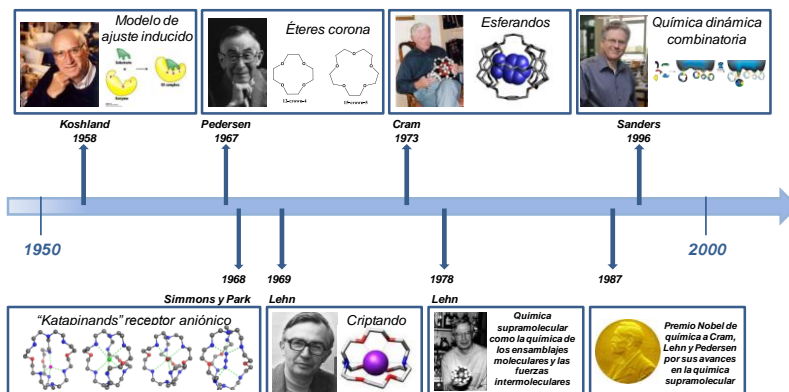 Modelo de
ajuste inducido
Éteres corona
Esferandos
Química dinámica
combinatoria
12-crown-4
Koshland
1958
Pedersen
1967
Cram
1973
Sanders
1996
1950
2000
1968
1969
1978
1987
Simmons y Park
Lehn
Lehn
“Katapinands” receptor aniónico
Criptando
Química
supramolecular
como la química de
los ensamblajes
moleculares y las
fuerzas
intermoleculares
Premio Nobel de
química a Cram,
Lehn y Pedersen
por sus avances
en la química
supramolecular